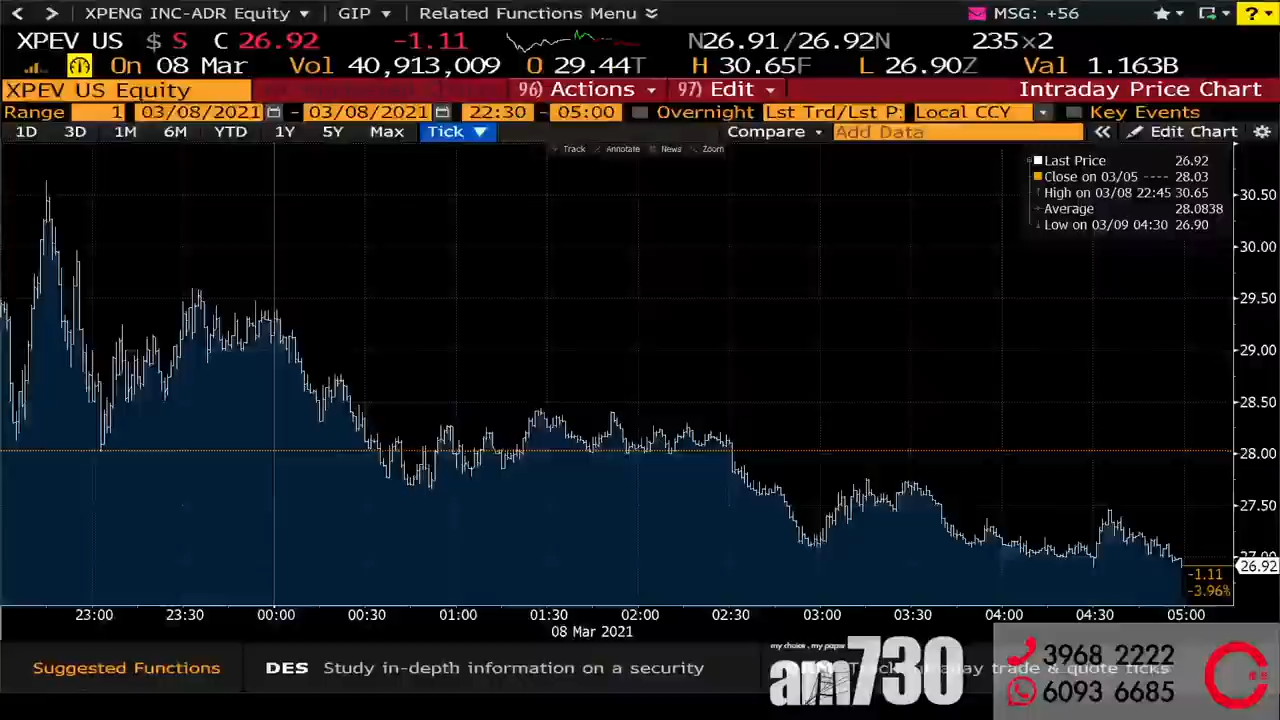 XPENG INC-ADR Equity GIP Related Functions Menu MSG: +56 ?
XPEV US $ S C 26.92 -1.11 N26.91/26.92N 235×2
On 08 Mar Vol 40,913,009 O 29.44T H 30.65F L 26.90Z Val 1.163B
XPEV US Equity 96) Actions 97) Edit Intraday Price Chart
Range 1 03/08/2021 - 03/08/2021 22:30 - 05:00 Overnight Lst Trd/Lst P: Local CCY Key Events
1D 3D 1M 6M YTD 1Y 5Y Max Tick Compare Add Data Edit Chart
Track Annotate News Zoom
Last Price 26.92
Close on 03/05 ---- 28.03
High on 03/08 22:45 30.65
Average 28.0838
Low on 03/09 04:30 26.90
30.50
30.00
29.50
29.00
28.50
28.00
27.50
27.00
26.92
-1.11
-3.96%
23:00 23:30 00:00 00:30 01:00 01:30 02:00 02:30 03:00 03:30 04:00 04:30 05:00
08 Mar 2021
Suggested Functions DES Study in-depth information on a security trade & quote ticks
my choice , my paper
am730
3968 2222
6093 6685